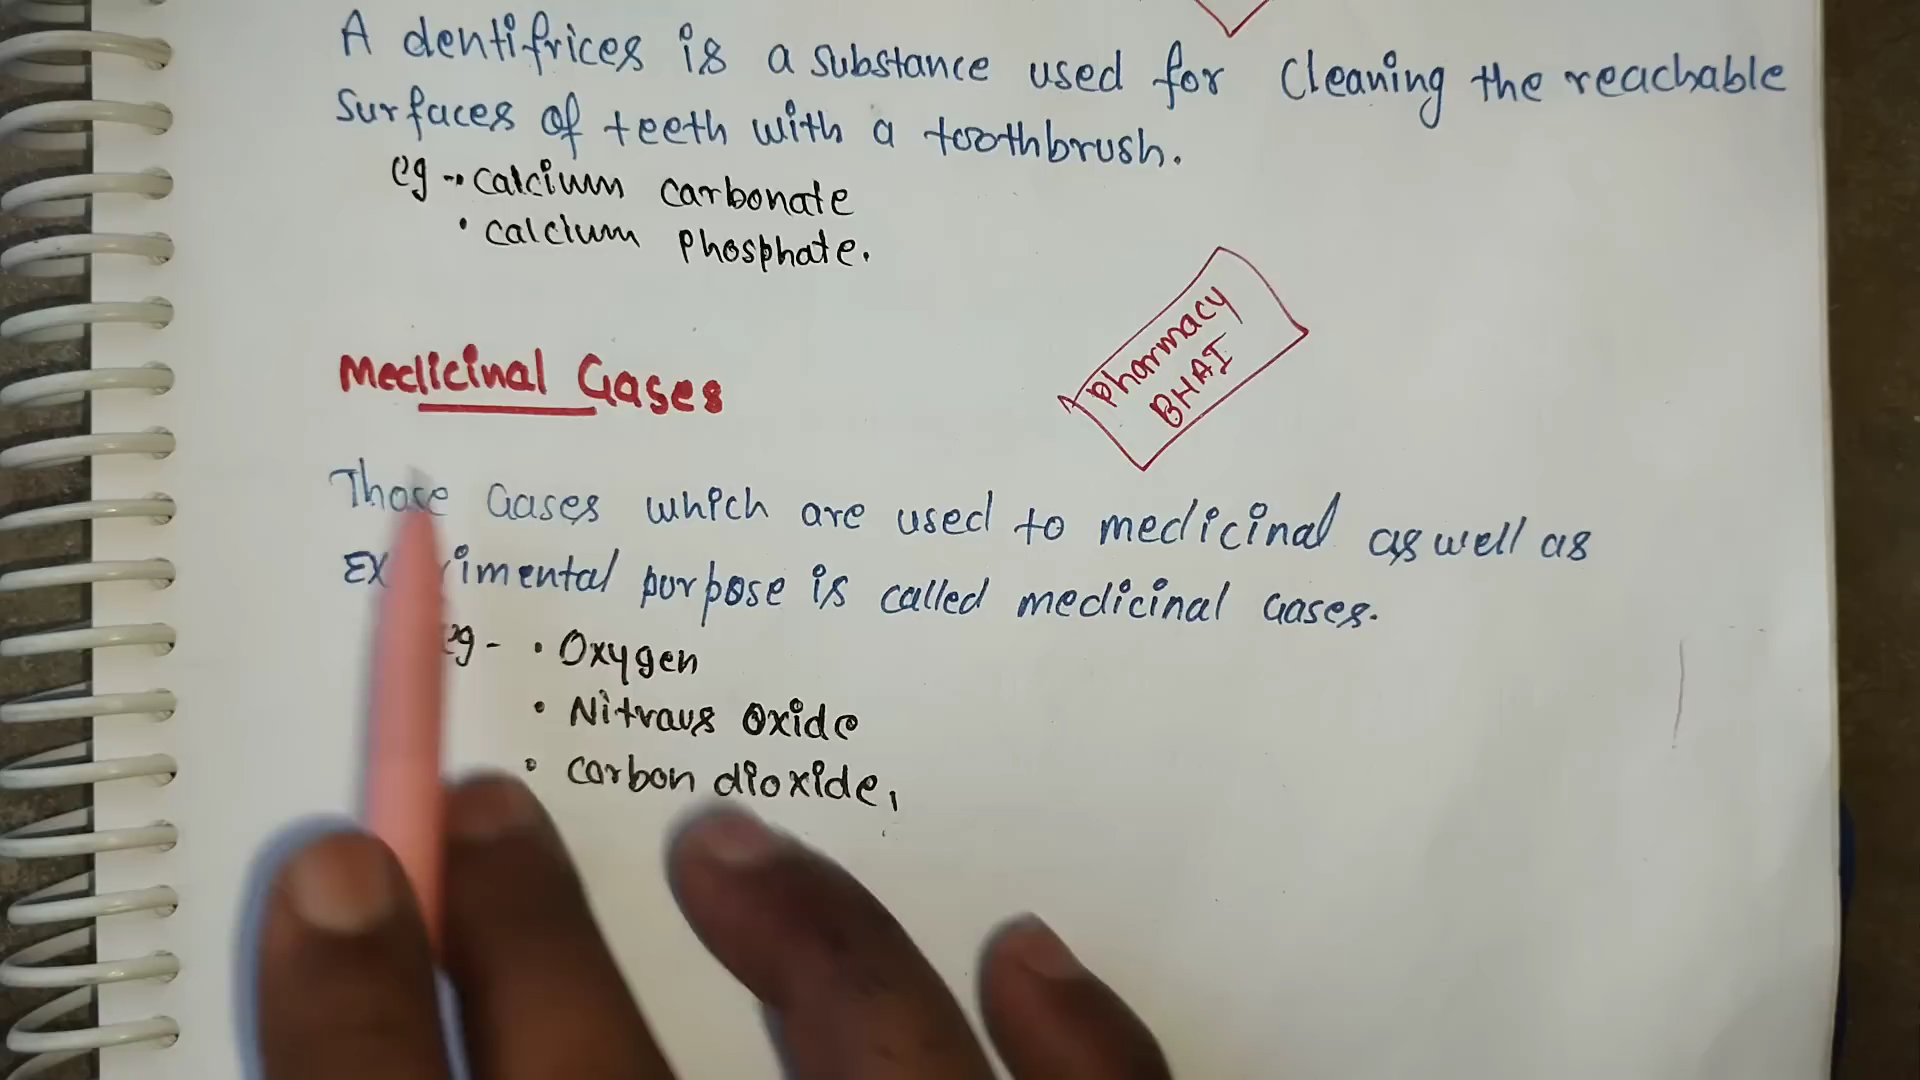 A dentifrices is a substance used for Cleaning the reachable
surfaces of teeth with a toothbrush.
eg -• calcium carbonate
• calcium phosphate.
Pharmacy
BHAI
Medicinal Gases
Those Gases which are used to medicinal as well as
imental purpose is called medicinal Gases.
eg - • Oxygen
• Nitraus oxide
• carbon dioxide,